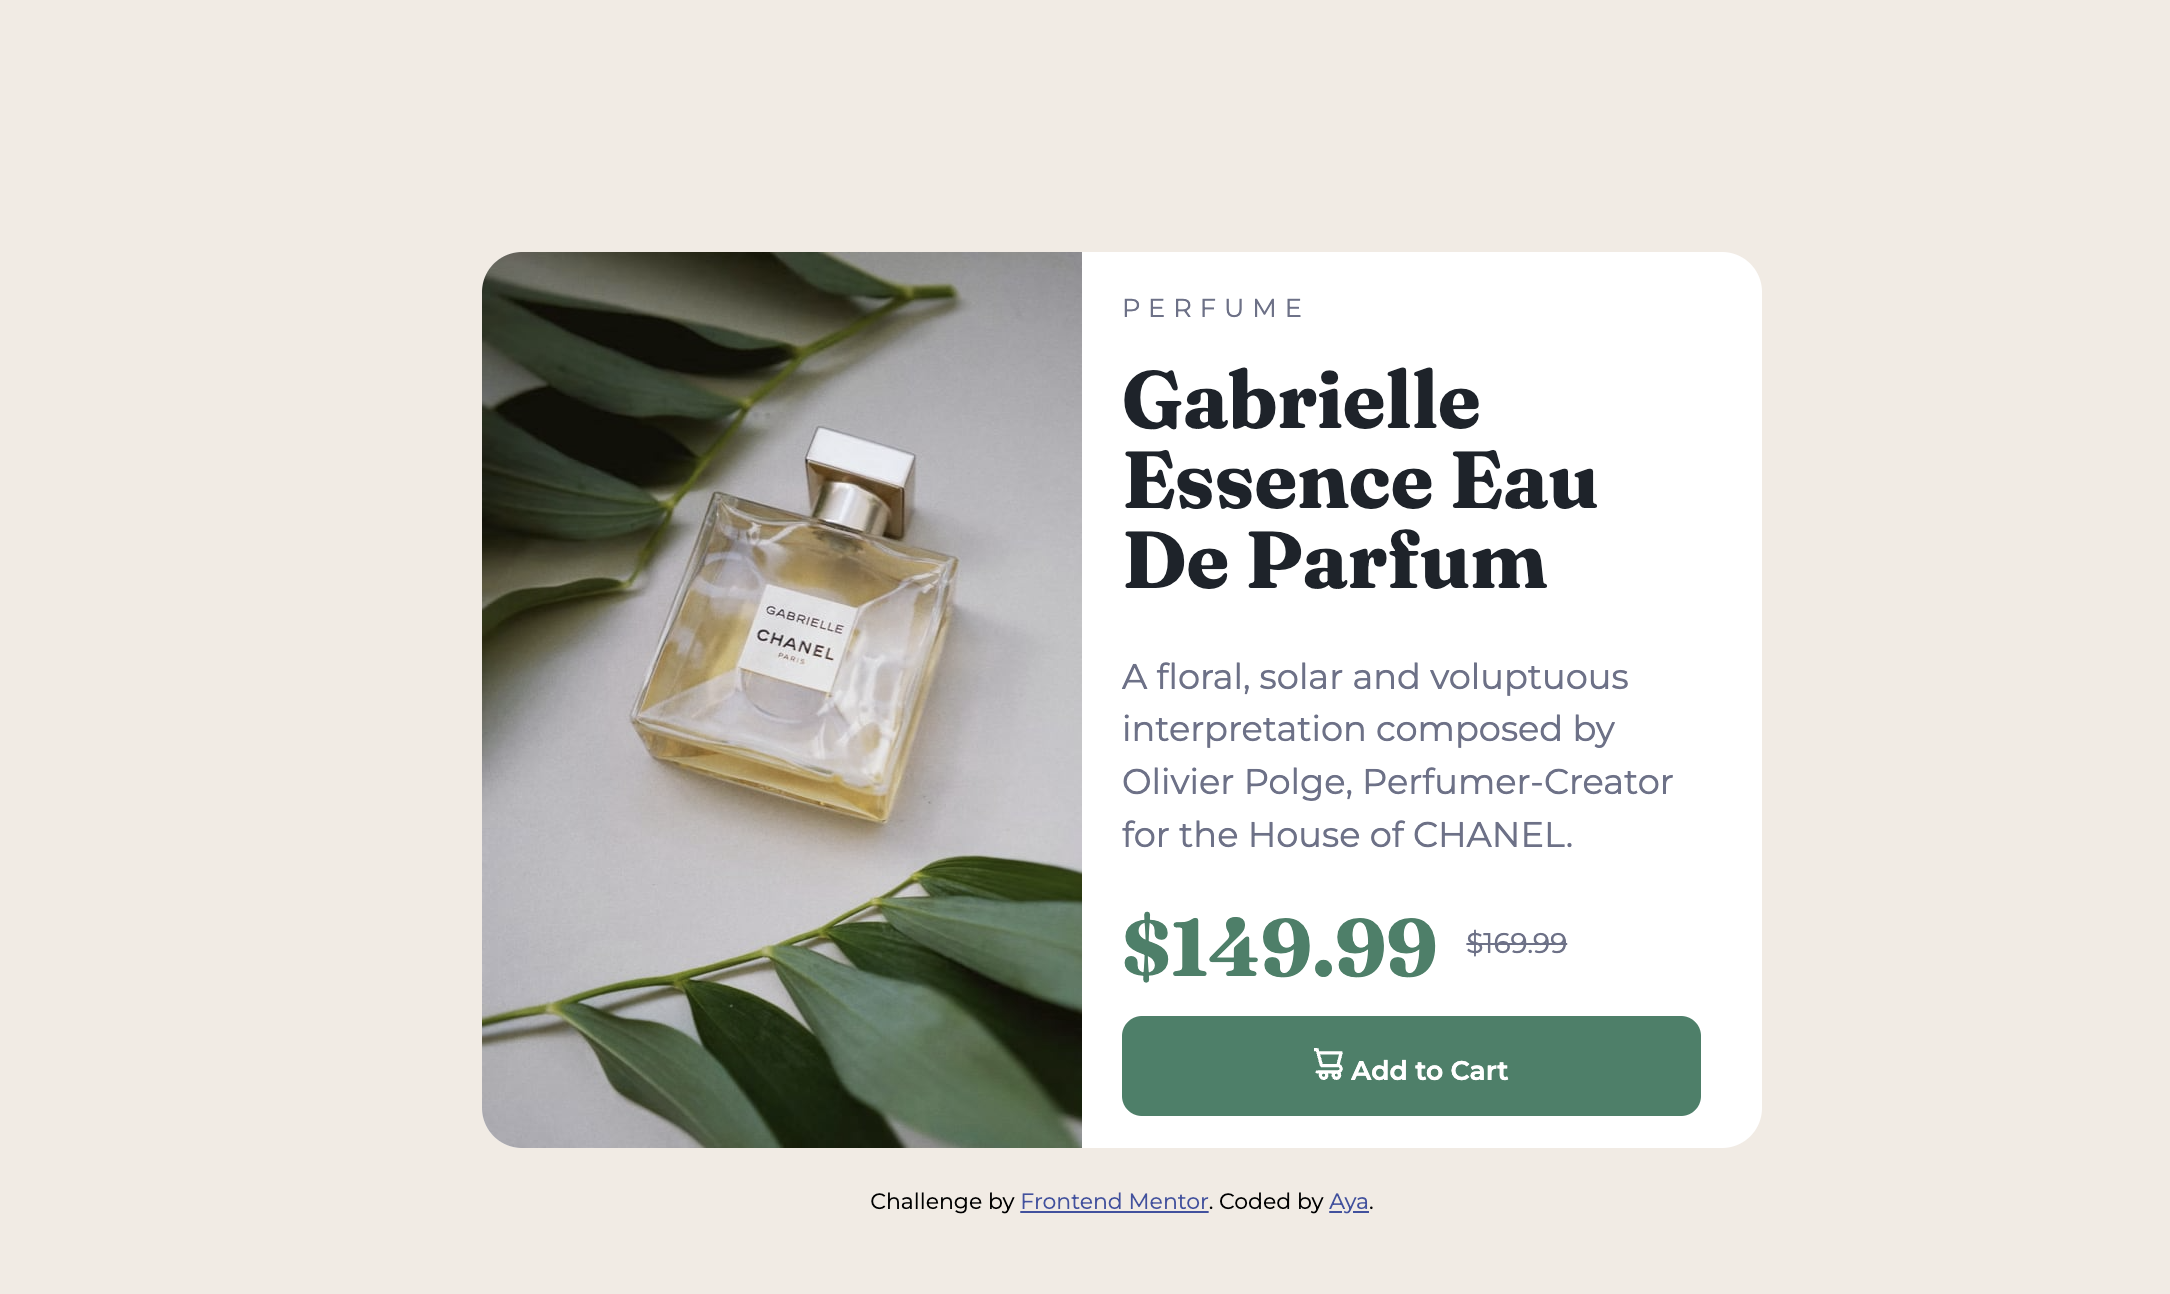 PERFUME
Gabrielle
Essence Eau
De Parfum
A floral, solar and voluptuous
interpretation composed by
Olivier Polge, Perfumer-Creator
for the House of CHANEL.
$149.99 $169.99
Add to Cart
GABRIELLE
CHANEL
PARIS
Challenge by Frontend Mentor. Coded by Aya.